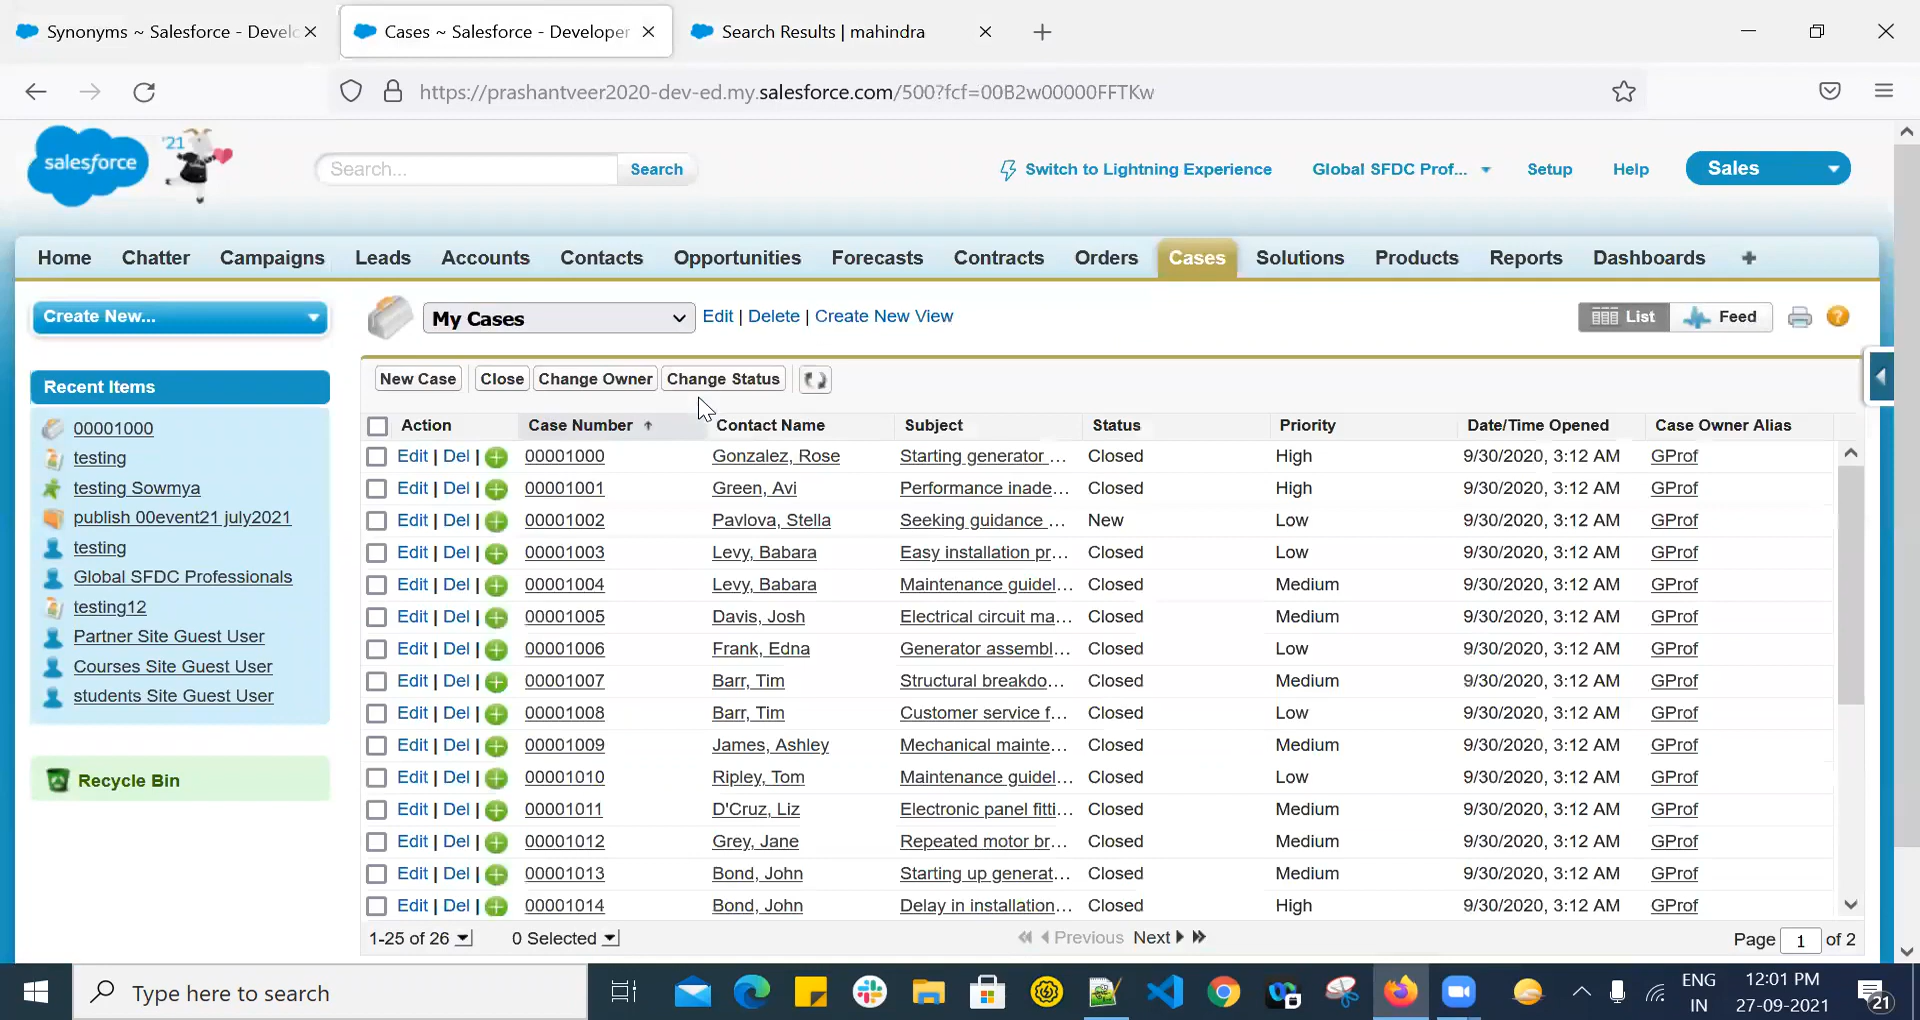 Synonyms ~ Salesforce - Develo
Cases ~ Salesforce - Developer
Search Results | mahindra
https://prashantveer2020-dev-ed.my.salesforce.com/500?fcf=00B2w00000FFTKw
salesforce
'21
Search...
Search
Switch to Lightning Experience
Global SFDC Prof...
Setup
Help
Sales
Home Chatter Campaigns Leads Accounts Contacts Opportunities Forecasts Contracts Orders Cases Solutions Products Reports Dashboards +
Create New...
My Cases
Edit | Delete | Create New View
List
Feed
?
Recent Items
00001000
testing
testing Sowmya
publish 00event21 july2021
testing
Global SFDC Professionals
testing12
Partner Site Guest User
Courses Site Guest User
students Site Guest User
Recycle Bin
New Case Close Change Owner Change Status
Action Case Number Contact Name Subject Status Priority Date/Time Opened Case Owner Alias
Edit | Del | 00001000 Gonzalez, Rose Starting generator ... Closed High 9/30/2020, 3:12 AM GProf
Edit | Del | 00001001 Green, Avi Performance inade... Closed High 9/30/2020, 3:12 AM GProf
Edit | Del | 00001002 Pavlova, Stella Seeking guidance ... New Low 9/30/2020, 3:12 AM GProf
Edit | Del | 00001003 Levy, Babara Easy installation pr... Closed Low 9/30/2020, 3:12 AM GProf
Edit | Del | 00001004 Levy, Babara Maintenance guidel... Closed Medium 9/30/2020, 3:12 AM GProf
Edit | Del | 00001005 Davis, Josh Electrical circuit ma... Closed Medium 9/30/2020, 3:12 AM GProf
Edit | Del | 00001006 Frank, Edna Generator assembl... Closed Low 9/30/2020, 3:12 AM GProf
Edit | Del | 00001007 Barr, Tim Structural breakdo... Closed Medium 9/30/2020, 3:12 AM GProf
Edit | Del | 00001008 Barr, Tim Customer service f... Closed Low 9/30/2020, 3:12 AM GProf
Edit | Del | 00001009 James, Ashley Mechanical mainte... Closed Medium 9/30/2020, 3:12 AM GProf
Edit | Del | 00001010 Ripley, Tom Maintenance guidel... Closed Low 9/30/2020, 3:12 AM GProf
Edit | Del | 00001011 D'Cruz, Liz Electronic panel fitti... Closed Medium 9/30/2020, 3:12 AM GProf
Edit | Del | 00001012 Grey, Jane Repeated motor br... Closed Medium 9/30/2020, 3:12 AM GProf
Edit | Del | 00001013 Bond, John Starting up generat... Closed Medium 9/30/2020, 3:12 AM GProf
Edit | Del | 00001014 Bond, John Delay in installation... Closed High 9/30/2020, 3:12 AM GProf
1-25 of 26 0 Selected Previous Next Page 1 of 2
Type here to search
ENG
IN
12:01 PM
27-09-2021
21